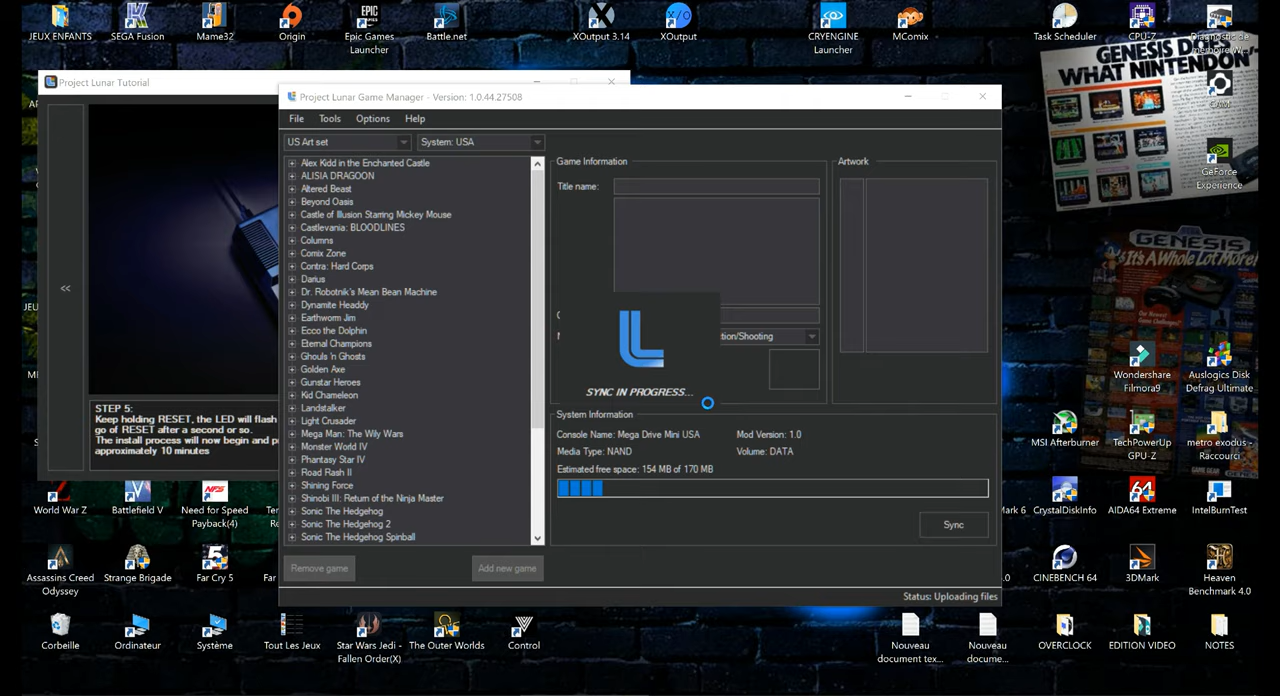 JEUX ENFANTS
SEGA Fusion
Mame32
Origin
Epic Games
Launcher
Battle.net
XOutput 3.14
XOutput
CRYENGINE
Launcher
MComix
Task Scheduler
CPU-Z
Diagnostic de
mémoire
GENESIS
WHAT NINTENDON
Project Lunar Tutorial
Project Lunar Game Manager - Version: 1.0.44.27508
File Tools Options Help
US Art set
System: USA
Alex Kidd in the Enchanted Castle
ALISIA DRAGOON
Altered Beast
Beyond Oasis
Castle of Illusion Starring Mickey Mouse
Castlevania: BLOODLINES
Columns
Comix Zone
Contra: Hard Corps
Darius
Dr. Robotnik's Mean Bean Machine
Dynamite Headdy
Earthworm Jim
Ecco the Dolphin
Eternal Champions
Ghouls 'n Ghosts
Golden Axe
Gunstar Heroes
Kid Chameleon
Landstalker
Light Crusader
Mega Man: The Wily Wars
Monster World IV
Phantasy Star IV
Road Rash II
Shining Force
Shinobi III: Return of the Ninja Master
Sonic The Hedgehog
Sonic The Hedgehog 2
Sonic The Hedgehog Spinball
Remove game
Add new game
Game Information
Title name:
tion/Shooting
Artwork
SYNC IN PROGRESS...
System Information
Console Name: Mega Drive Mini USA
Mod Version: 1.0
Media Type: NAND
Volume: DATA
Estimated free space: 154 MB of 170 MB
Sync
Status: Uploading files
<<
STEP 5:
Keep holding RESET, the LED will flash
go of RESET after a second or so.
The install process will now begin and p
approximately 10 minutes
GeForce
Experience
GENESIS
It's A Whole Lot More!
Wondershare
Filmora9
Auslogics Disk
Defrag Ultimate
MSI Afterburner
TechPowerUp
GPU-Z
metro exodus -
Raccourci
World War Z
Battlefield V
Need for Speed
Payback(4)
CrystalDiskInfo
AIDA64 Extreme
IntelBurnTest
Assassins Creed
Odyssey
Strange Brigade
Far Cry 5
Far
CINEBENCH 64
3DMark
Heaven
Benchmark 4.0
Corbeille
Ordinateur
Système
Tout Les Jeux
Star Wars Jedi -
Fallen Order(X)
The Outer Worlds
Control
Nouveau
document tex...
Nouveau
docume...
OVERCLOCK
EDITION VIDEO
NOTES